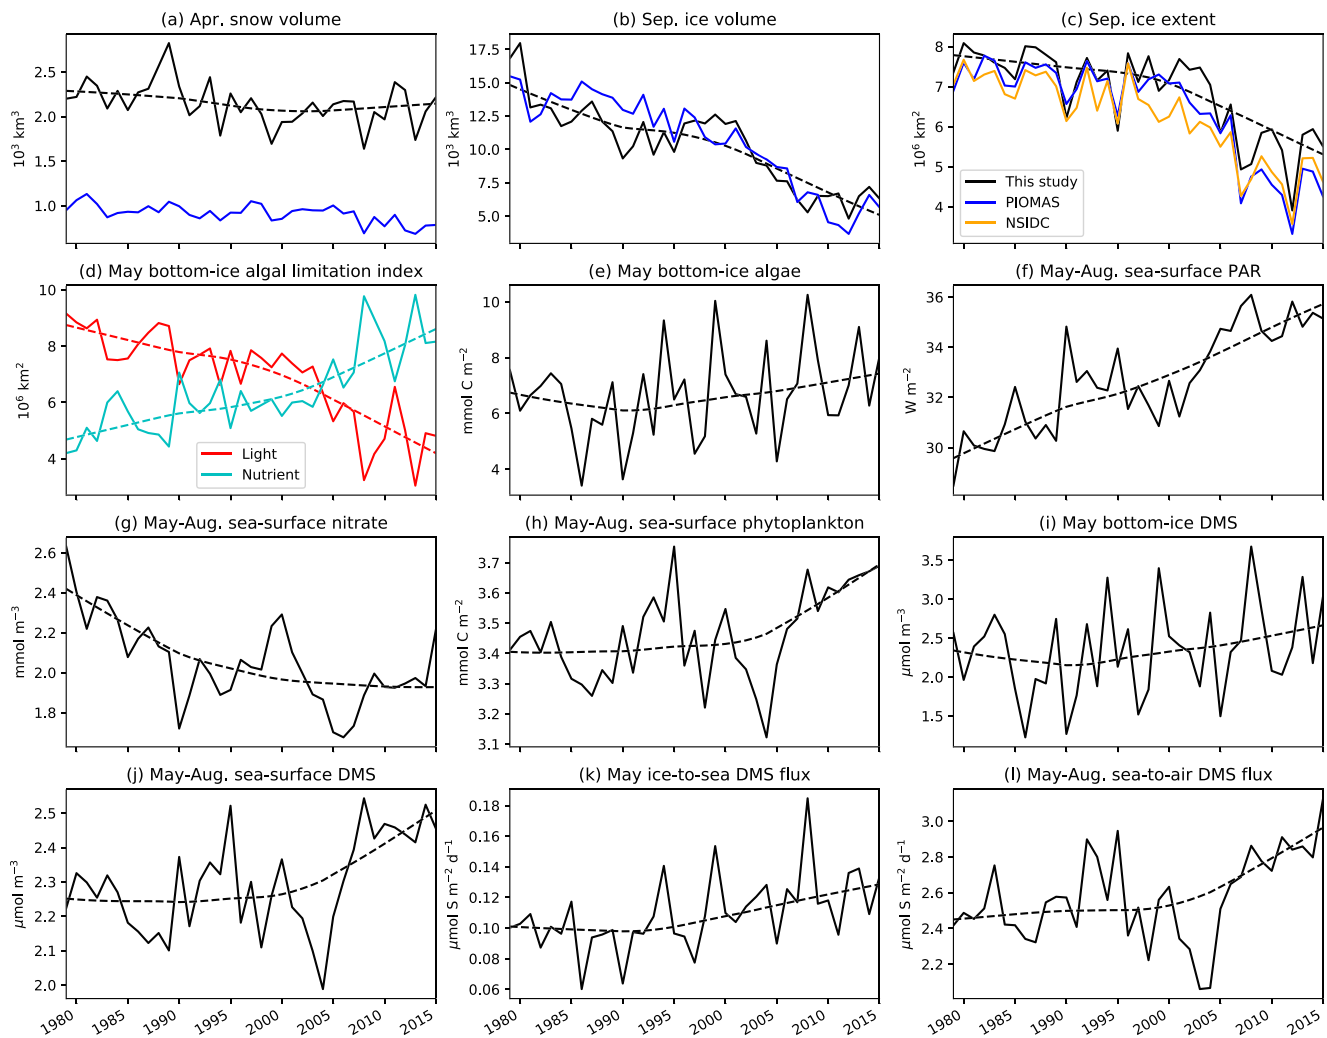 (a) Apr. snow volume
10³ km³
2.5
2.0
1.5
1.0
(b) Sep. ice volume
10³ km³
17.5
15.0
12.5
10.0
7.5
5.0
(c) Sep. ice extent
10⁶ km²
8
7
6
5
4
This study
PIOMAS
NSIDC
(d) May bottom-ice algal limitation index
10⁶ km²
10
8
6
4
Light
Nutrient
(e) May bottom-ice algae
mmol C m⁻²
10
8
6
4
(f) May-Aug. sea-surface PAR
W m⁻²
36
34
32
30
(g) May-Aug. sea-surface nitrate
mmol m⁻³
2.6
2.4
2.2
2.0
1.8
(h) May-Aug. sea-surface phytoplankton
mmol C m⁻²
3.7
3.6
3.5
3.4
3.3
3.2
3.1
(i) May bottom-ice DMS
μmol m⁻³
3.5
3.0
2.5
2.0
1.5
(j) May-Aug. sea-surface DMS
μmol m⁻³
2.5
2.4
2.3
2.2
2.1
2.0
1980
1985
1990
1995
2000
2005
2010
2015
(k) May ice-to-sea DMS flux
μmol S m⁻² d⁻¹
0.18
0.16
0.14
0.12
0.10
0.08
0.06
1980
1985
1990
1995
2000
2005
2010
2015
(l) May-Aug. sea-to-air DMS flux
μmol S m⁻² d⁻¹
3.0
2.8
2.6
2.4
2.2
1980
1985
1990
1995
2000
2005
2010
2015